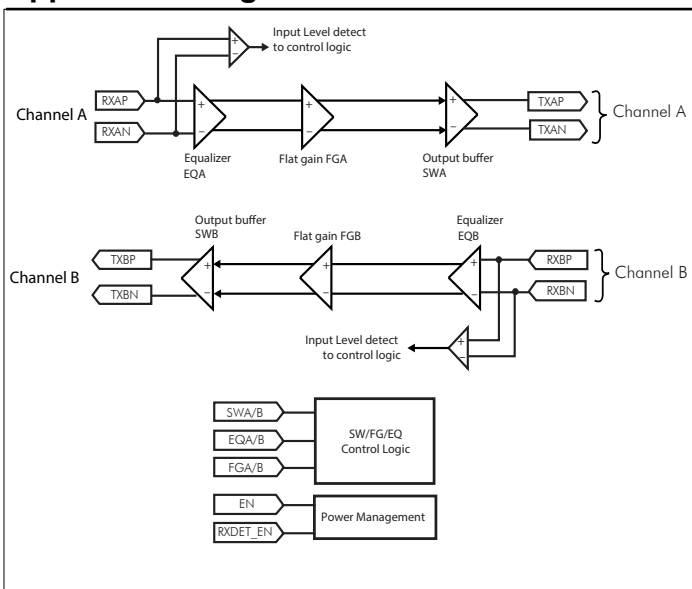 Input Level detect
to control logic
+
−
Channel A
RXAP
RXAN
+
−
+
−
+
−
TXAP
TXAN
Channel A
Equalizer
EQA
Flat gain FGA
Output buffer
SWA
Output buffer
SWB
Flat gain FGB
Equalizer
EQB
Channel B
TXBP
TXBN
+
−
+
−
+
−
RXBP
RXBN
Channel B
Input Level detect
to control logic
+
−
SWA/B
EQA/B
FGA/B
SW/FG/EQ
Control Logic
EN
RXDET_EN
Power Management